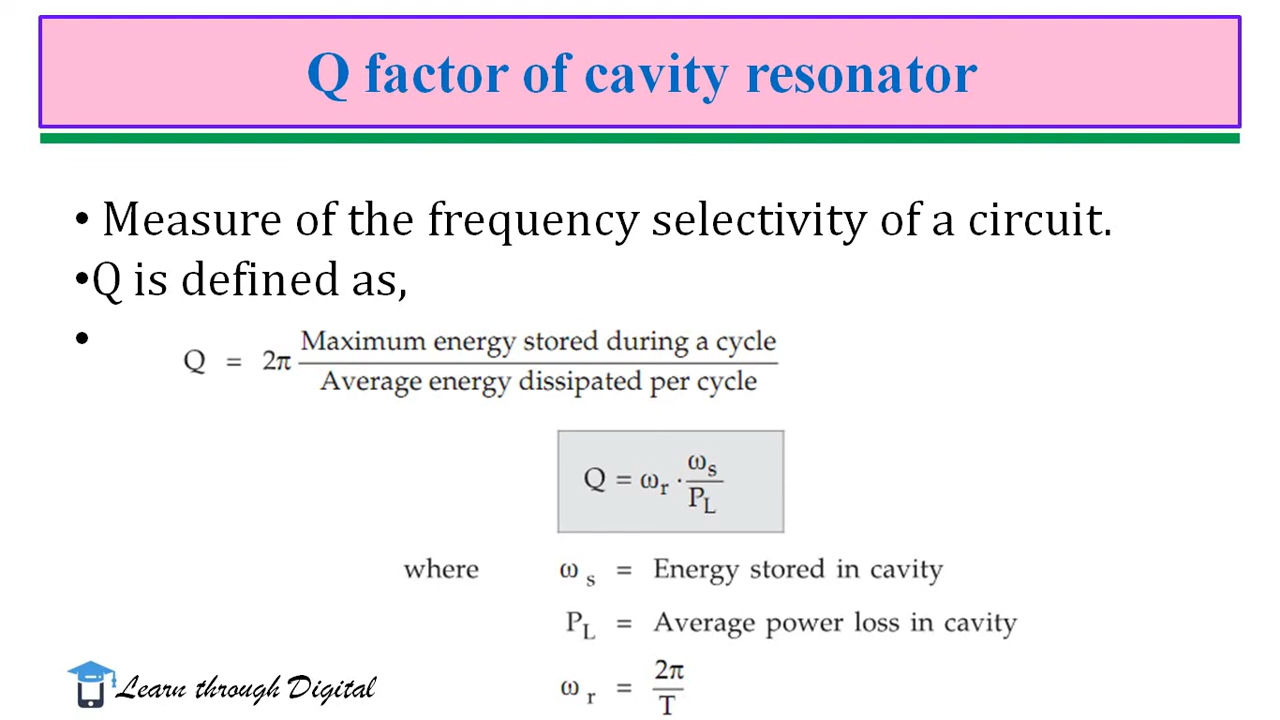 Q factor of cavity resonator
• Measure of the frequency selectivity of a circuit.
•Q is defined as,
•
Q = 2π Maximum energy stored during a cycle / Average energy dissipated per cycle
Q = ωr · ωs / PL
where ωs = Energy stored in cavity
PL = Average power loss in cavity
ωr = 2π / T
Learn through Digital